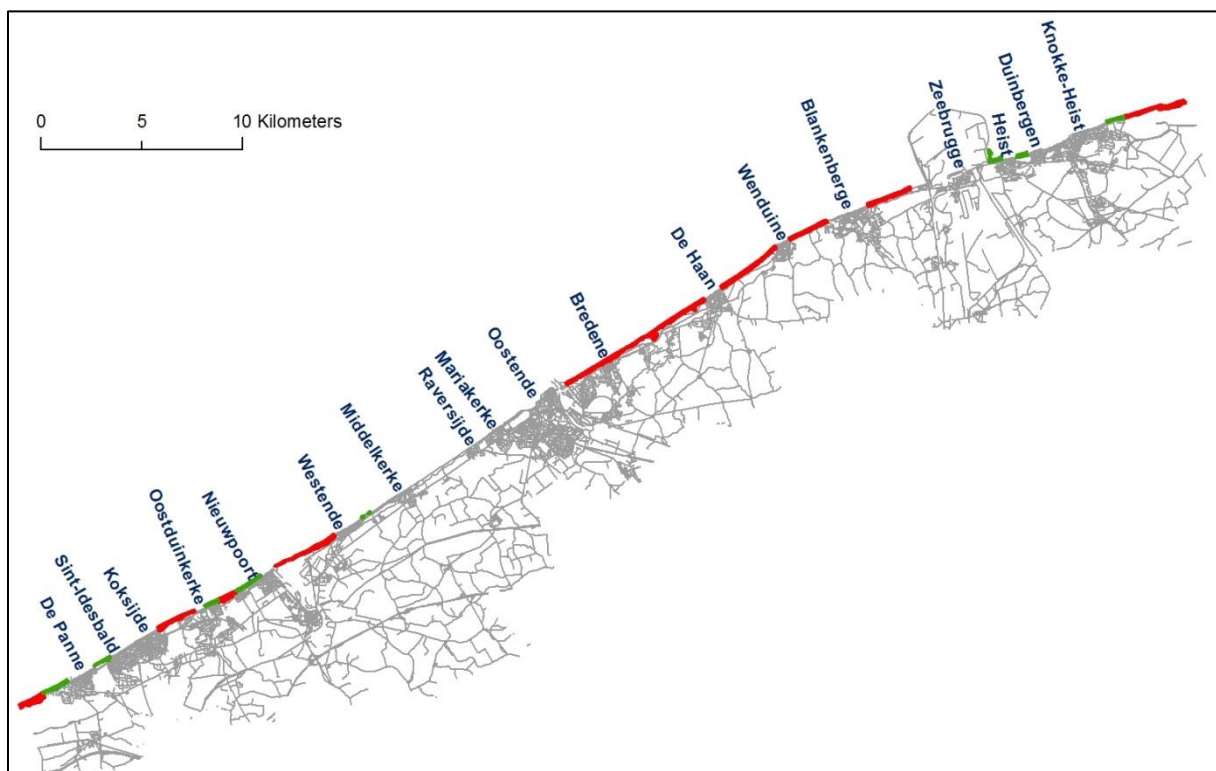 0 5 10 Kilometers
De Panne
Sint-Idesbald
Koksijde
Oostduinkerke
Nieuwpoort
Westende
Middelkerke
Raversijde
Mariakerke
Oostende
Bredene
De Haan
Wenduine
Blankenberge
Zeebrugge
Heist
Duinbergen
Knokke-Heist